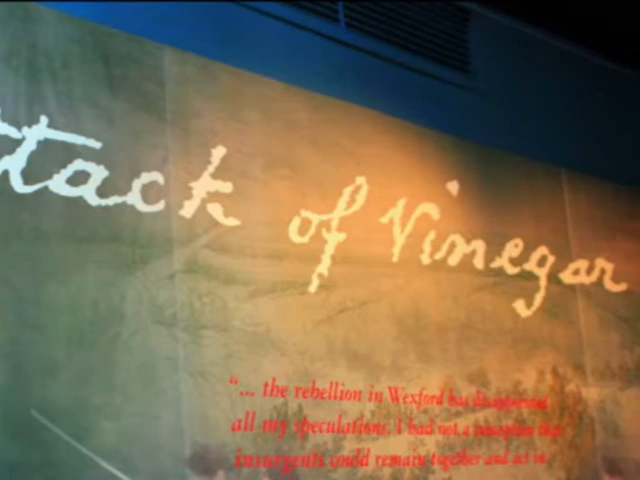 ttack of Vinegar
"... the rebellion in Wexford has disappointed
all my speculations. I had not a conception that
insurgents could remain together and act in